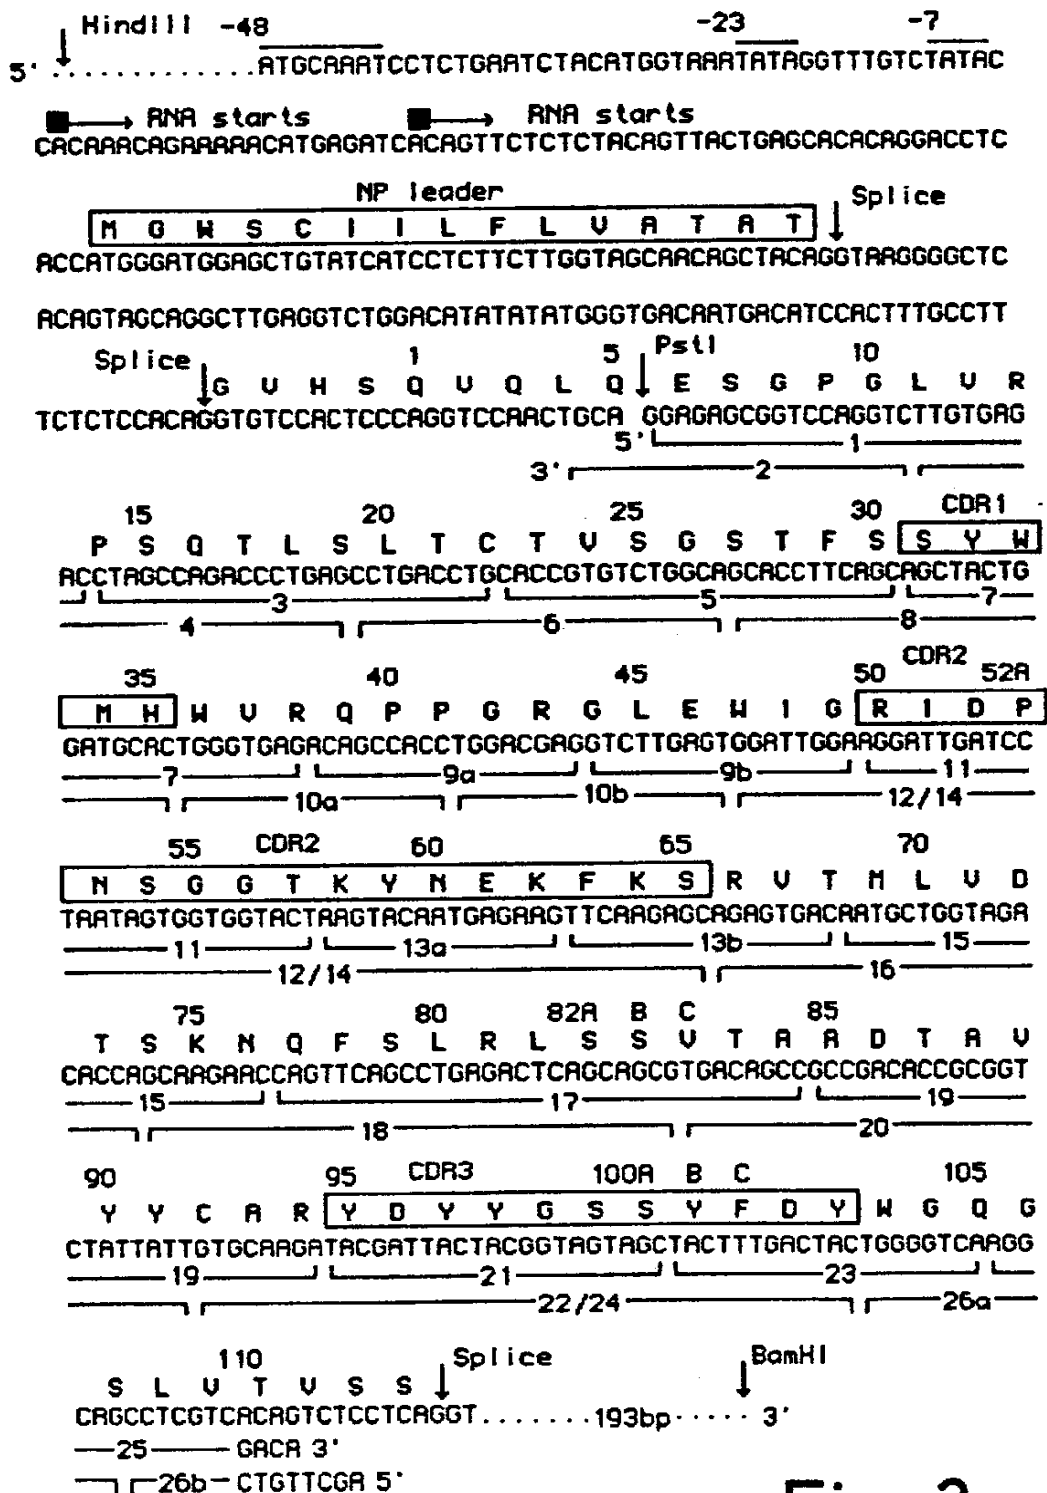 HindIII -48 -23 -7
5' .............ATGCAAATCCTCTGAATCTACATGGTAAATATAGGTTTGTCTATAC
RNA starts RNA starts
CACAAACAGAAAAACATGAGATCACAGTTCTCTCTACAGTTACTGAGCACACAGGACCTC
NP leader Splice
M G W S C I I L F L V A T A T
ACCATGGGATGGAGCTGTATCATCCTCTTCTTGGTAGCAACAGCTACAGGTAAGGGGCTC
ACAGTAGCAGGCTTGAGGTCTGGACATATATATGGGTGACAATGACATCCACTTTGCCTT
Splice 1 5 PstI 10
G V H S Q V Q L Q E S G P G L V R
TCTCTCCACAGGTGTCCACTCCCAGGTCCAACTGCA GGAGAGCGGTCCAGGTCTTGTGAG
5' 1
3' 2
15 20 25 30 CDR1
P S Q T L S L T C T V S G S T F S S Y W
ACCTAGCCAGACCCTGAGCCTGACCTGCACCGTGTCTGGCAGCACCTTCAGCAGCTACTG
3 5 7
4 6 8
35 40 45 50 CDR2 52A
M H W V R Q P P G R G L E W I G R I D P
GATGCACTGGGTGAGACAGCCACCTGGACGAGGTCTTGAGTGGATTGGAAGGATTGATCC
7 9a 9b 11
10a 10b 12/14
55 CDR2 60 65 70
N S G G T K Y N E K F K S R V T M L V D
TAATAGTGGTGGTACTAAGTACAATGAGAAGTTCAAGAGCAGAGTGACAATGCTGGTAGA
11 13a 13b 15
12/14 16
75 80 82A B C 85
T S K N Q F S L R L S S V T A A D T A V
CACCAGCAAGAACCAGTTCAGCCTGAGACTCAGCAGCGTGACAGCCGCCGACACCGCGGT
15 17 19
18 20
90 95 CDR3 100A B C 105
Y Y C A R Y D Y Y G S S Y F D Y W G Q G
CTATTATTGTGCAAGATACGATTACTACGGTAGTAGCTACTTTGACTACTGGGGTCAAGG
19 21 23
22/24 26a
110 Splice BamHI
S L V T V S S
CAGCCTCGTCACAGTCTCCTCAGGT.......193bp..... 3'
25 GACA 3'
26b CTGTTCGA 5'